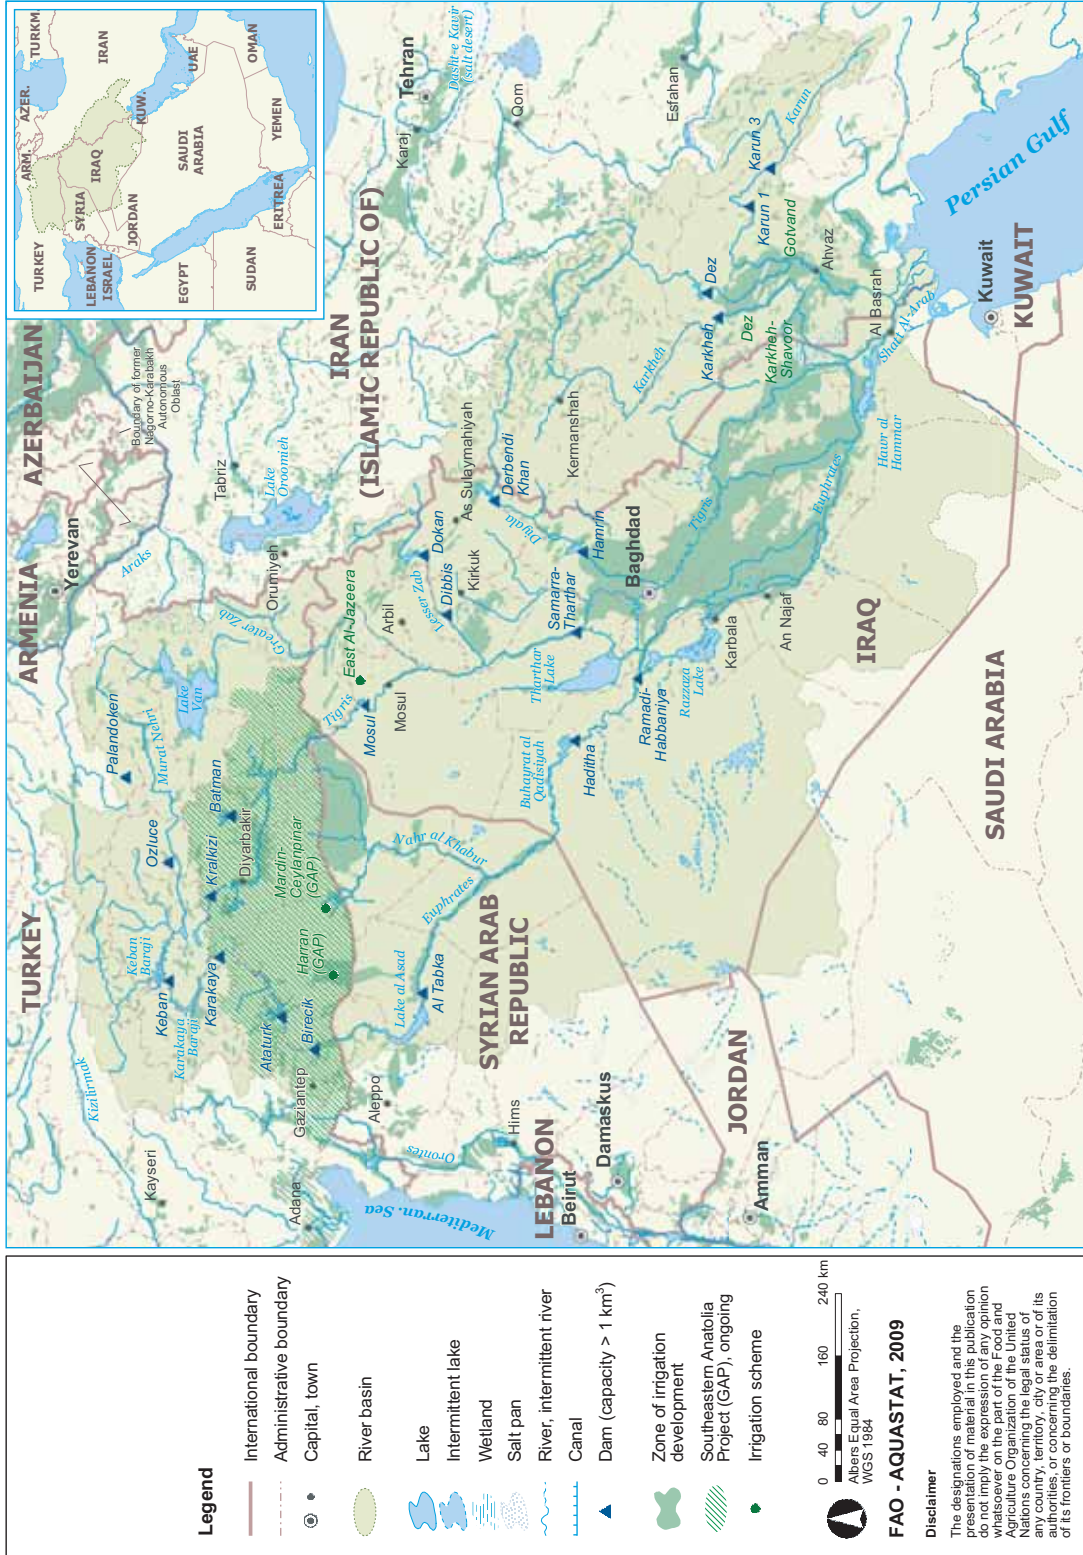 Legend
International boundary
Administrative boundary
Capital, town
River basin
Lake
Intermittent lake
Wetland
Salt pan
River, intermittent river
Canal
Dam (capacity > 1 km³)
Zone of irrigation
development
Southeastern Anatolia
Project (GAP), ongoing
Irrigation scheme
0 40 80 160 240 km
Albers Equal Area Projection,
WGS 1984
FAO - AQUASTAT, 2009
Disclaimer
The designations employed and the
presentation of material in this publication
do not imply the expression of any opinion
whatsoever on the part of the Food and
Agriculture Organization of the United
Nations concerning the legal status of
any country, territory, city or area or of its
authorities, or concerning the delimitation
of its frontiers or boundaries.
TURKEY
ARMENIA
AZERBAIJAN
Kizilirmak
Kayseri
Adana
Gaziantep
Keban
Baraji
Keban
Karakaya
Baraji
Karakaya
Ataturk
Birecik
Ozluce
Palandoken
Murat Nehri
Kralkizi
Batman
Diyarbakir
Lake
Van
Mardin-
Ceylanpinar
(GAP)
Harran
(GAP)
Yerevan
Araks
Boundary of former
Nagorno-Karabakh
Autonomous
Oblast
Tabriz
Lake
Oroomieh
Orumiyeh
Greater Zab
IRAN
(ISLAMIC REPUBLIC OF)
Karaj
Tehran
Dasht-e Kavir
(salt desert)
Qom
Esfahan
Mediterran. Sea
Orontes
Aleppo
Hims
LEBANON
Beirut
Damaskus
Lake al Asad
Al Tabka
SYRIAN ARAB
REPUBLIC
Euphrates
Nahr al Khabur
Tigris
Mosul
Mosul
East Al-Jazeera
Arbil
Lesser Zab
Dokan
Dibbis
Kirkuk
As Sulaymahiyah
Derbendi
Khan
Diyala
Hamrin
Kermanshah
Samarra-
Tharthar
Tharthar
Lake
Buhayrat al
Qadisiyah
Haditha
Ramadi-
Habbaniya
Razzaza
Lake
Baghdad
Karbala
An Najaf
IRAQ
Tigris
Euphrates
Hawr al
Hammar
Karkheh
Karkheh
Dez
Dez
Karkheh-
Shavoor
Karun 1
Karun 3
Karun
Gotvand
Ahvaz
Al Basrah
Shatt Al-Arab
Persian Gulf
Kuwait
KUWAIT
SAUDI ARABIA
JORDAN
Amman
TURKEY
ARM.
AZER.
TURKM.
LEBANON
ISRAEL
SYRIA
JORDAN
IRAQ
IRAN
KUW.
EGYPT
SAUDI
ARABIA
UAE
OMAN
SUDAN
ERITREA
YEMEN